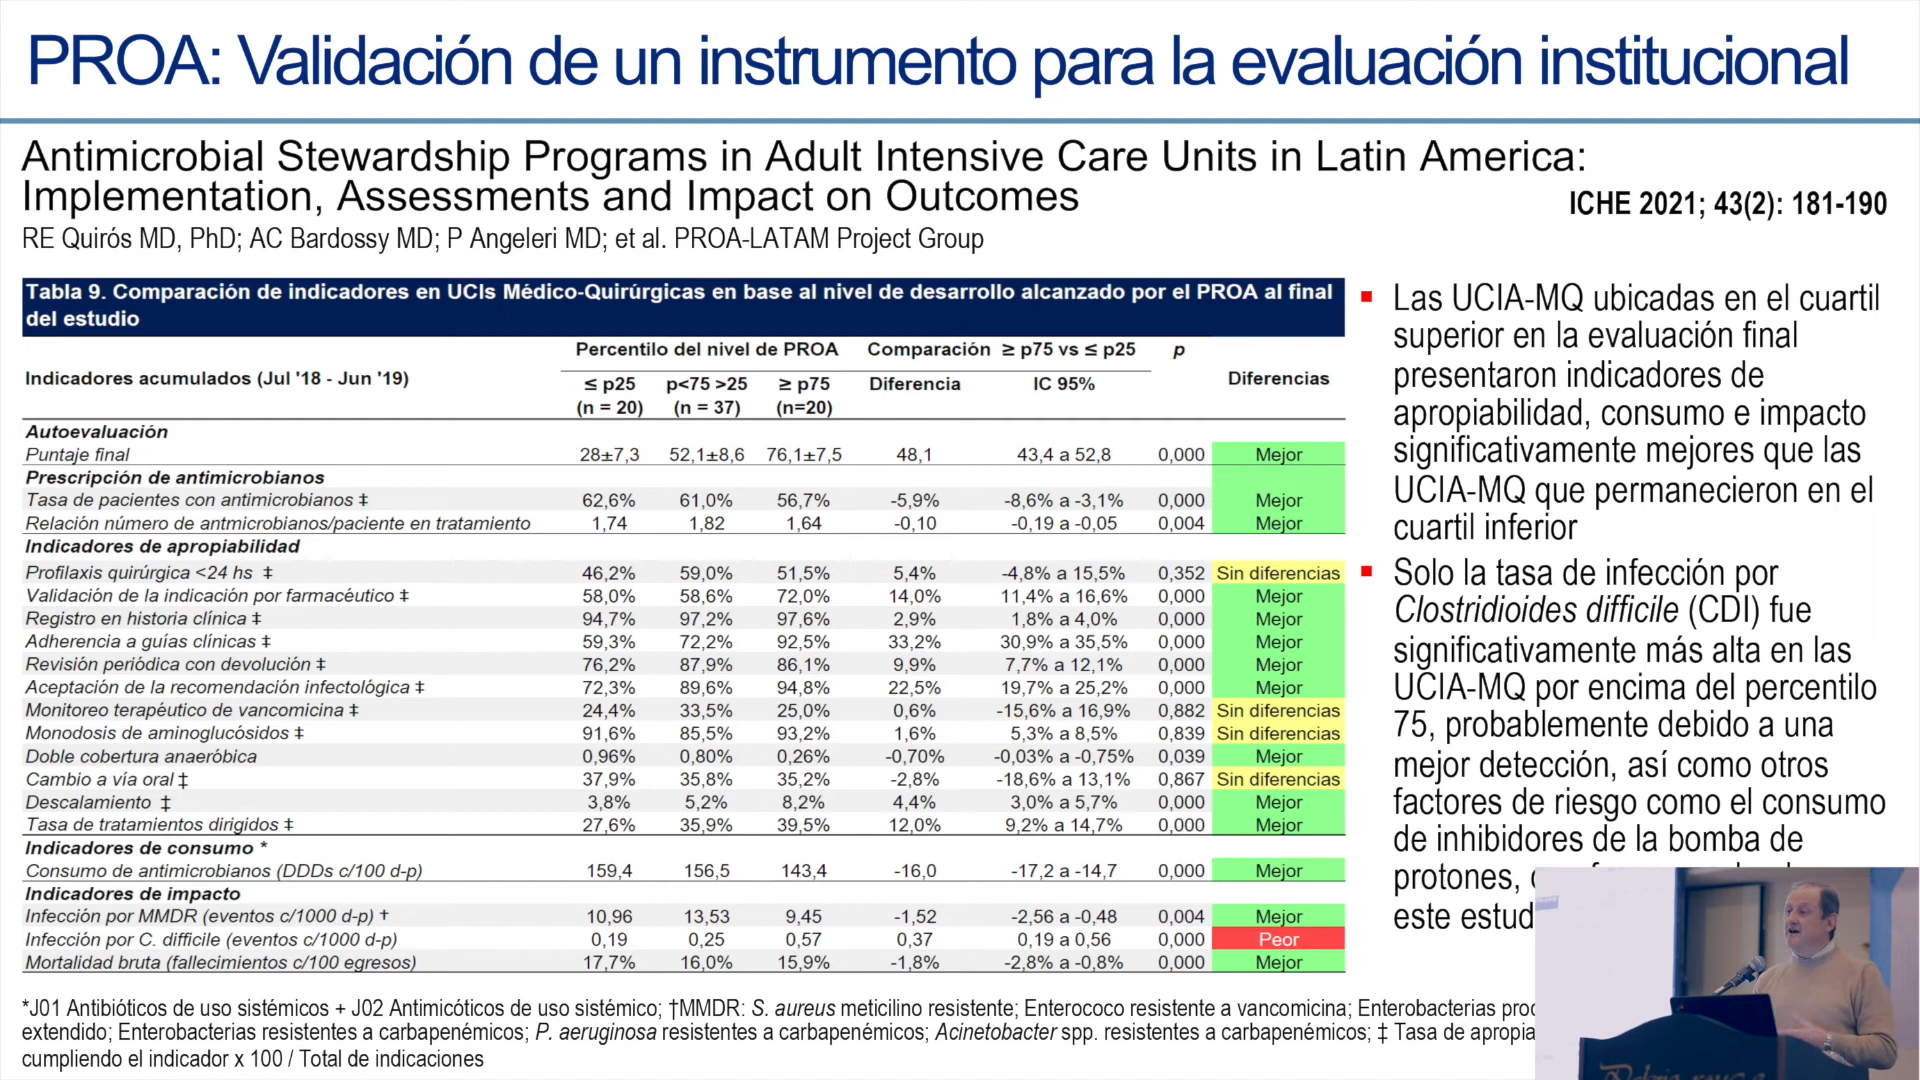 PROA: Validación de un instrumento para la evaluación institucional
Antimicrobial Stewardship Programs in Adult Intensive Care Units in Latin America:
Implementation, Assessments and Impact on Outcomes
ICHE 2021; 43(2): 181-190
RE Quirós MD, PhD; AC Bardossy MD; P Angeleri MD; et al. PROA-LATAM Project Group
Tabla 9. Comparación de indicadores en UCIs Médico-Quirúrgicas en base al nivel de desarrollo alcanzado por el PROA al final
del estudio
Indicadores acumulados (Jul '18 - Jun '19)
Percentilo del nivel de PROA Comparación ≥ p75 vs ≤ p25 p Diferencias
≤ p25 p<75 >25 ≥ p75 Diferencia IC 95%
(n = 20) (n = 37) (n=20)
Autoevaluación
Puntaje final 28±7,3 52,1±8,6 76,1±7,5 48,1 43,4 a 52,8 0,000 Mejor
Prescripción de antimicrobianos
Tasa de pacientes con antimicrobianos ‡ 62,6% 61,0% 56,7% -5,9% -8,6% a -3,1% 0,000 Mejor
Relación número de antmicrobianos/paciente en tratamiento 1,74 1,82 1,64 -0,10 -0,19 a -0,05 0,004 Mejor
Indicadores de apropiabilidad
Profilaxis quirúrgica <24 hs ‡ 46,2% 59,0% 51,5% 5,4% -4,8% a 15,5% 0,352 Sin diferencias
Validación de la indicación por farmacéutico ‡ 58,0% 58,6% 72,0% 14,0% 11,4% a 16,6% 0,000 Mejor
Registro en historia clínica ‡ 94,7% 97,2% 97,6% 2,9% 1,8% a 4,0% 0,000 Mejor
Adherencia a guías clínicas ‡ 59,3% 72,2% 92,5% 33,2% 30,9% a 35,5% 0,000 Mejor
Revisión periódica con devolución ‡ 76,2% 87,9% 86,1% 9,9% 7,7% a 12,1% 0,000 Mejor
Aceptación de la recomendación infectológica ‡ 72,3% 89,6% 94,8% 22,5% 19,7% a 25,2% 0,000 Mejor
Monitoreo terapéutico de vancomicina ‡ 24,4% 33,5% 25,0% 0,6% -15,6% a 16,9% 0,882 Sin diferencias
Monodosis de aminoglucósidos ‡ 91,6% 85,5% 93,2% 1,6% 5,3% a 8,5% 0,839 Sin diferencias
Doble cobertura anaeróbica 0,96% 0,80% 0,26% -0,70% -0,03% a -0,75% 0,039 Mejor
Cambio a vía oral ‡ 37,9% 35,8% 35,2% -2,8% -18,6% a 13,1% 0,867 Sin diferencias
Descalamiento ‡ 3,8% 5,2% 8,2% 4,4% 3,0% a 5,7% 0,000 Mejor
Tasa de tratamientos dirigidos ‡ 27,6% 35,9% 39,5% 12,0% 9,2% a 14,7% 0,000 Mejor
Indicadores de consumo *
Consumo de antimicrobianos (DDDs c/100 d-p) 159,4 156,5 143,4 -16,0 -17,2 a -14,7 0,000 Mejor
Indicadores de impacto
Infección por MMDR (eventos c/1000 d-p) † 10,96 13,53 9,45 -1,52 -2,56 a -0,48 0,004 Mejor
Infección por C. difficile (eventos c/1000 d-p) 0,19 0,25 0,57 0,37 0,19 a 0,56 0,000 Peor
Mortalidad bruta (fallecimientos c/100 egresos) 17,7% 16,0% 15,9% -1,8% -2,8% a -0,8% 0,000 Mejor
▪ Las UCIA-MQ ubicadas en el cuartil
superior en la evaluación final
presentaron indicadores de
apropiabilidad, consumo e impacto
significativamente mejores que las
UCIA-MQ que permanecieron en el
cuartil inferior
▪ Solo la tasa de infección por
Clostridioides difficile (CDI) fue
significativamente más alta en las
UCIA-MQ por encima del percentilo
75, probablemente debido a una
mejor detección, así como otros
factores de riesgo como el consumo
de inhibidores de la bomba de
protones,
este
*J01 Antibióticos de uso sistémicos + J02 Antimicóticos de uso sistémico; †MMDR: S. aureus meticilino resistente; Enterococo resistente a vancomicina; Enterobacterias
extendido; Enterobacterias resistentes a carbapenémicos; P. aeruginosa resistentes a carbapenémicos; Acinetobacter spp. resistentes a carbapenémicos; ‡ Tasa de
cumpliendo el indicador x 100 / Total de indicaciones